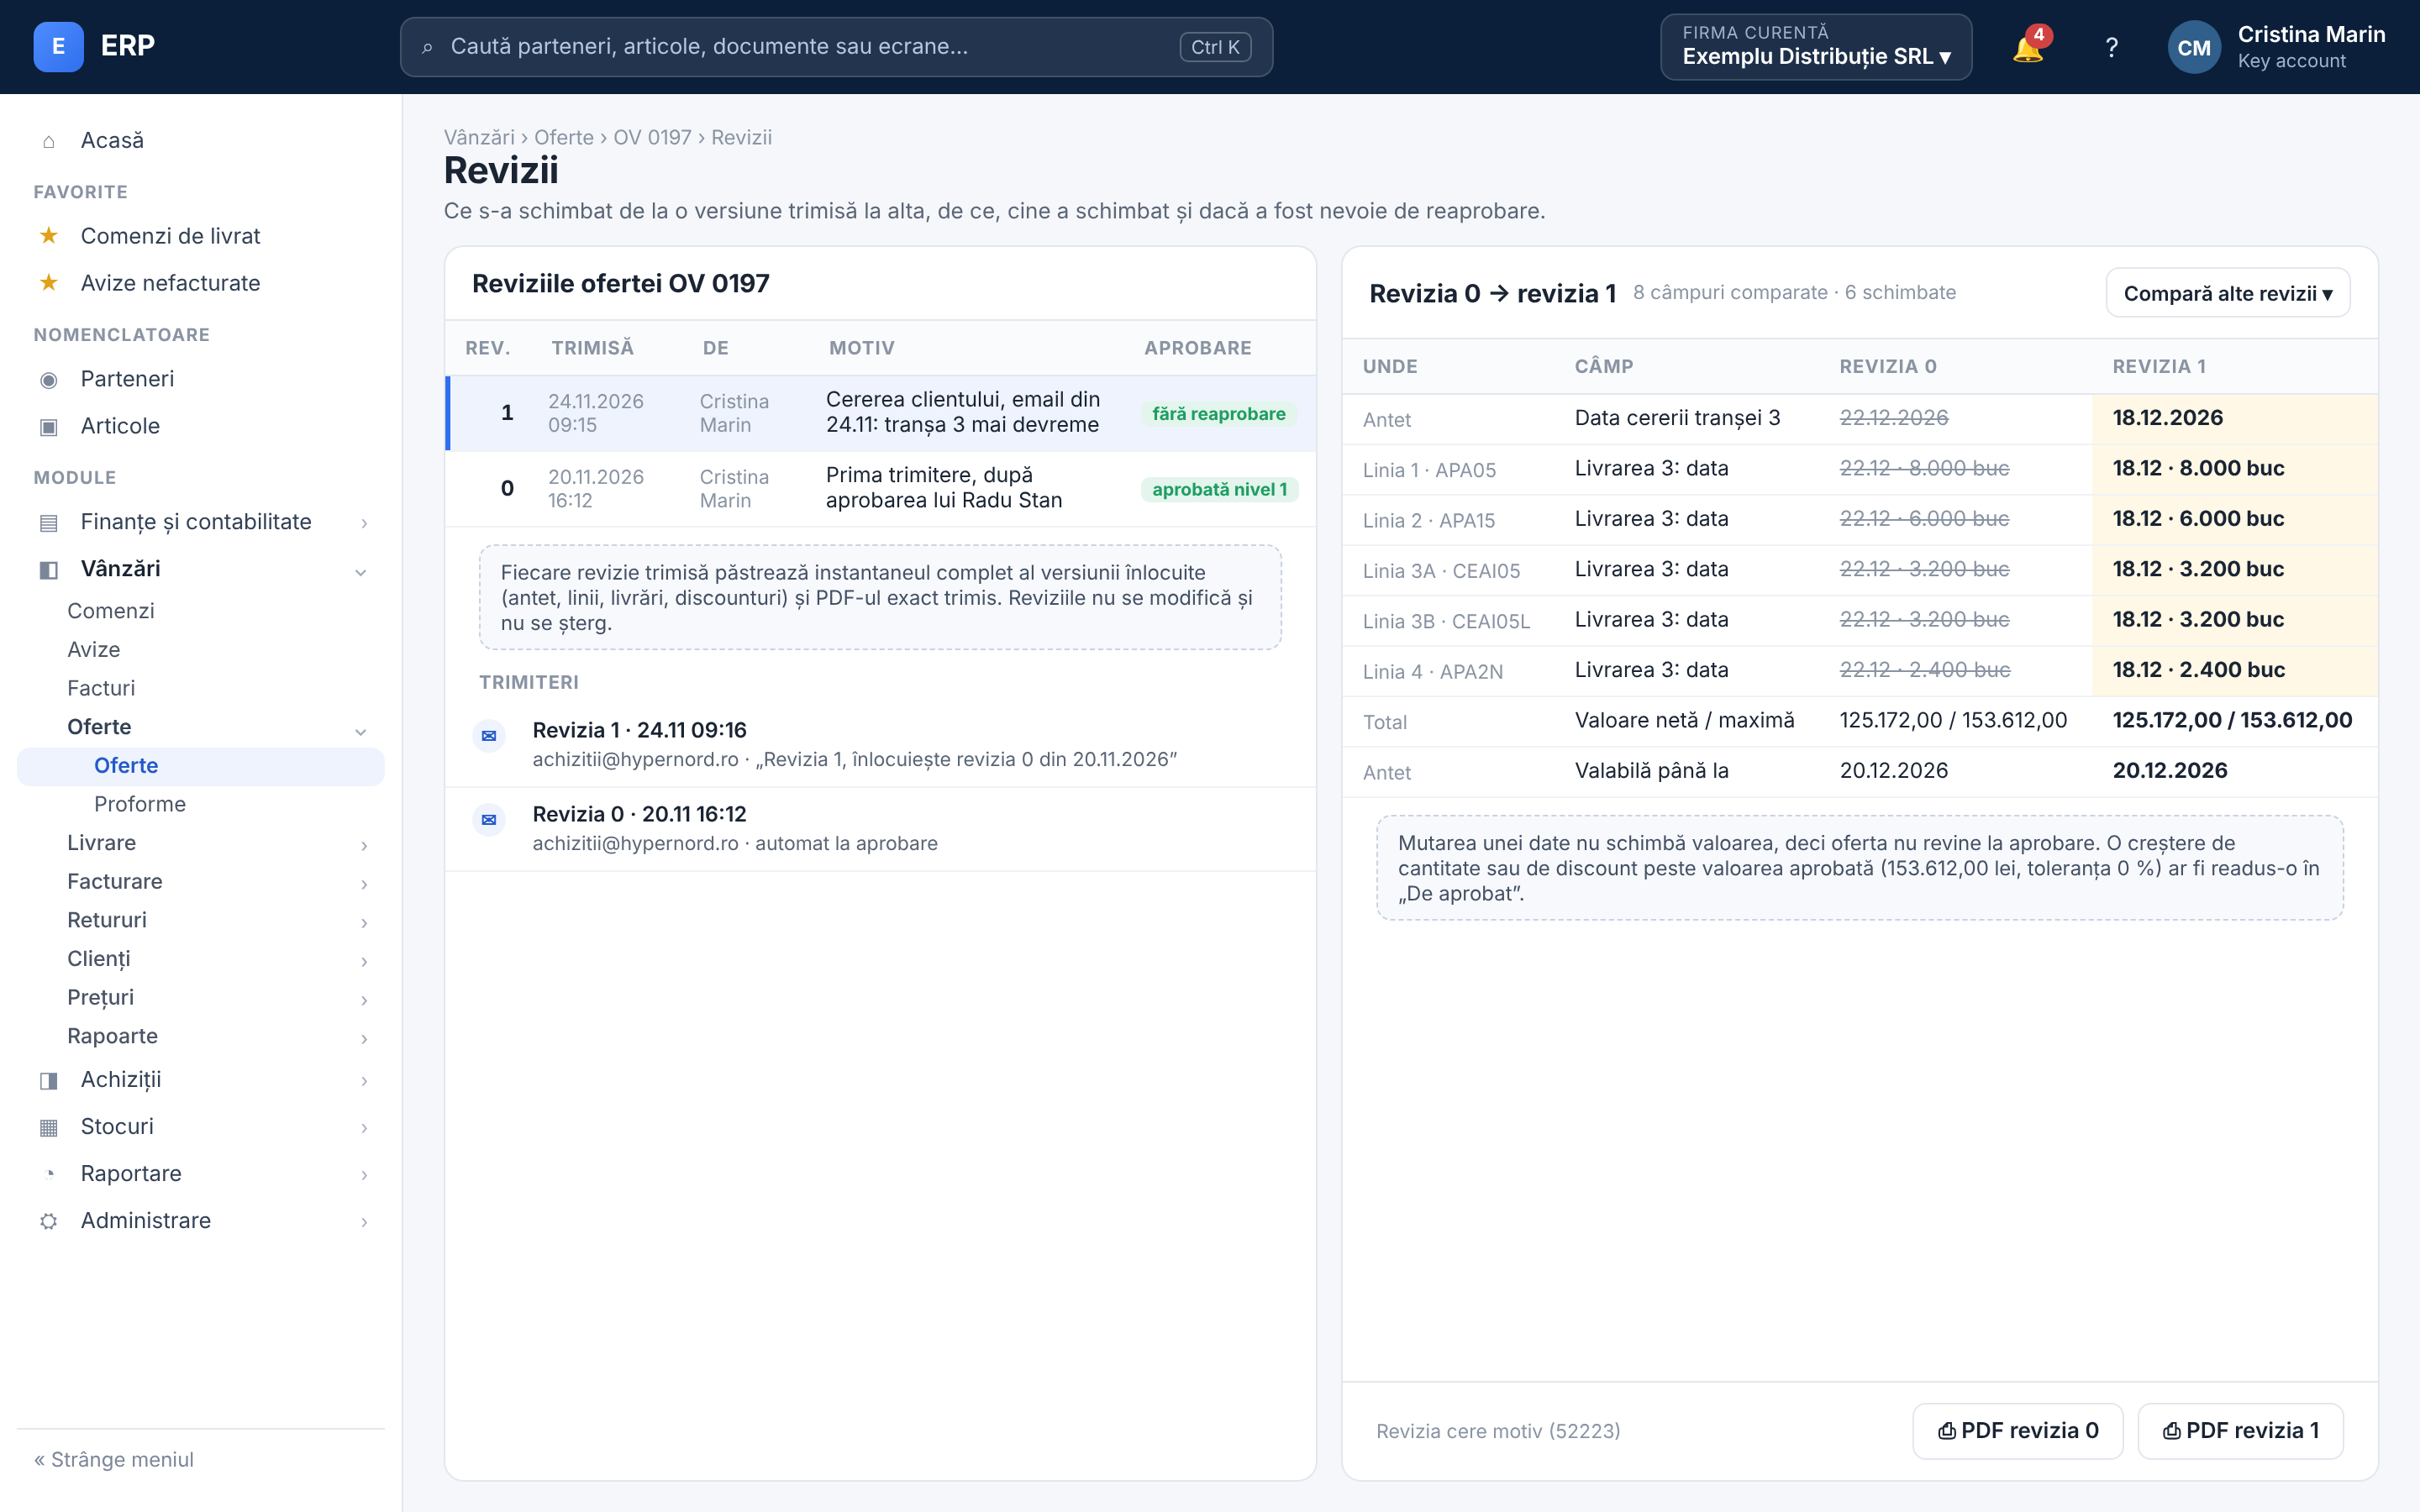 E ERP
Caută parteneri, articole, documente sau ecrane... Ctrl K
FIRMA CURENTĂ
Exemplu Distribuție SRL ▾
4
?
CM
Cristina Marin
Key account
Acasă
FAVORITE
★ Comenzi de livrat
★ Avize nefacturate
NOMENCLATOARE
Parteneri
Articole
MODULE
Finanțe și contabilitate ›
Vânzări
Comenzi
Avize
Facturi
Oferte
Oferte
Proforme
Livrare ›
Facturare ›
Retururi ›
Clienți ›
Prețuri ›
Rapoarte ›
Achiziții ›
Stocuri ›
Raportare ›
Administrare ›
« Strânge meniul
Vânzări › Oferte › OV 0197 › Revizii
Revizii
Ce s-a schimbat de la o versiune trimisă la alta, de ce, cine a schimbat și dacă a fost nevoie de reaprobare.
Reviziile ofertei OV 0197
REV. TRIMISĂ DE MOTIV APROBARE
1 24.11.2026 09:15 Cristina Marin Cererea clientului, email din 24.11: tranșa 3 mai devreme fără reaprobare
0 20.11.2026 16:12 Cristina Marin Prima trimitere, după aprobarea lui Radu Stan aprobată nivel 1
Fiecare revizie trimisă păstrează instantaneul complet al versiunii înlocuite
(antet, linii, livrări, discounturi) și PDF-ul exact trimis. Reviziile nu se modifică și
nu se șterg.
TRIMITERI
Revizia 1 · 24.11 09:16
achizitii@hypernord.ro · „Revizia 1, înlocuiește revizia 0 din 20.11.2026”
Revizia 0 · 20.11 16:12
achizitii@hypernord.ro · automat la aprobare
Revizia 0 → revizia 1 8 câmpuri comparate · 6 schimbate Compară alte revizii ▾
UNDE CÂMP REVIZIA 0 REVIZIA 1
Antet Data cererii tranșei 3 22.12.2026 18.12.2026
Linia 1 · APA05 Livrarea 3: data 22.12 · 8.000 buc 18.12 · 8.000 buc
Linia 2 · APA15 Livrarea 3: data 22.12 · 6.000 buc 18.12 · 6.000 buc
Linia 3A · CEAI05 Livrarea 3: data 22.12 · 3.200 buc 18.12 · 3.200 buc
Linia 3B · CEAI05L Livrarea 3: data 22.12 · 3.200 buc 18.12 · 3.200 buc
Linia 4 · APA2N Livrarea 3: data 22.12 · 2.400 buc 18.12 · 2.400 buc
Total Valoare netă / maximă 125.172,00 / 153.612,00 125.172,00 / 153.612,00
Antet Valabilă până la 20.12.2026 20.12.2026
Mutarea unei date nu schimbă valoarea, deci oferta nu revine la aprobare. O creștere de
cantitate sau de discount peste valoarea aprobată (153.612,00 lei, toleranța 0 %) ar fi readus-o în
„De aprobat”.
Revizia cere motiv (52223) PDF revizia 0 PDF revizia 1